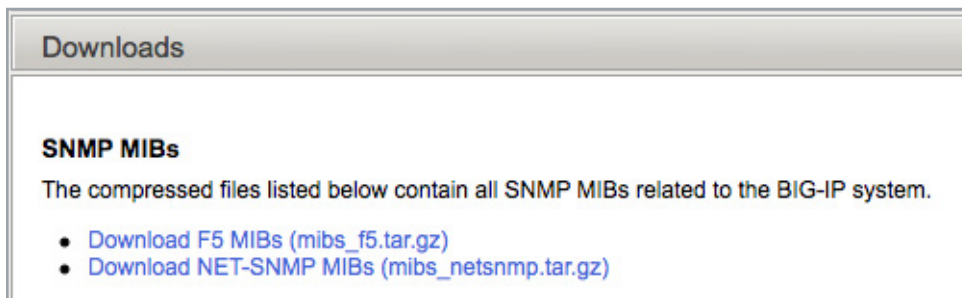 Downloads
SNMP MIBs
The compressed files listed below contain all SNMP MIBs related to the BIG-IP system.
Download F5 MIBs (mibs_f5.tar.gz)
Download NET-SNMP MIBs (mibs_netsnmp.tar.gz)